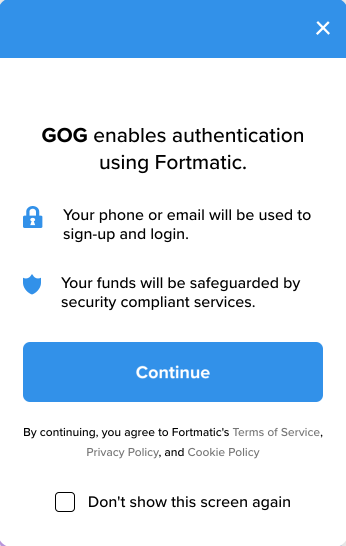 GOG enables authentication
using Fortmatic.
Your phone or email will be used to
sign-up and login.
Your funds will be safeguarded by
security compliant services.
Continue
By continuing, you agree to Fortmatic's Terms of Service,
Privacy Policy, and Cookie Policy
Don't show this screen again